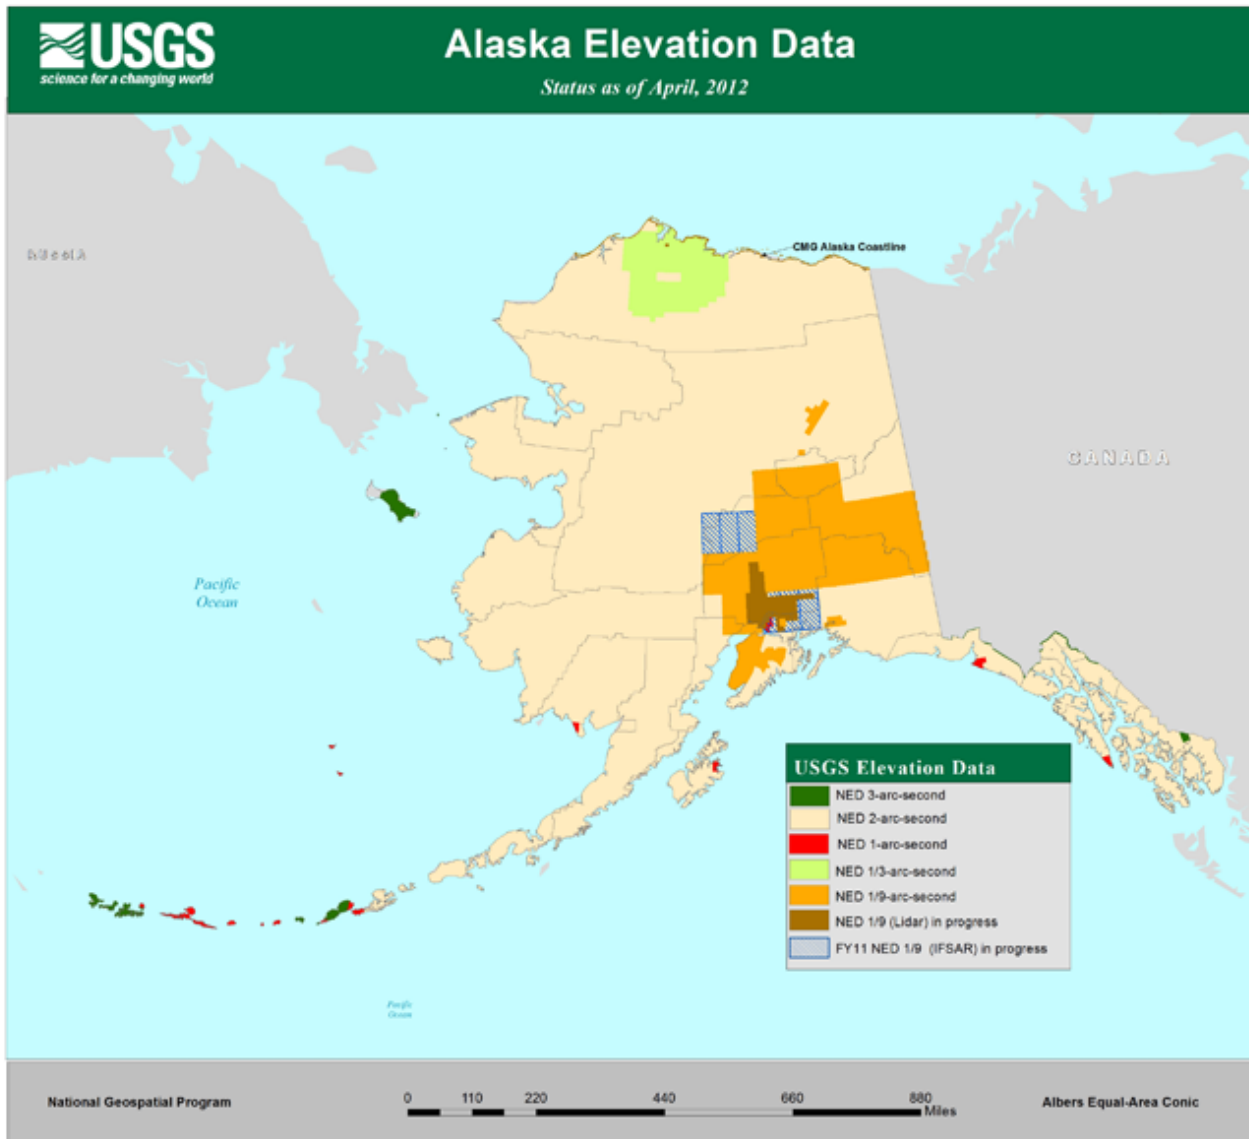 USGS
science for a changing world
Alaska Elevation Data
Status as of April, 2012
RUSSIA
CMG Alaska Coastline
CANADA
Pacific
Ocean
USGS Elevation Data
NED 3-arc-second
NED 2-arc-second
NED 1-arc-second
NED 1/3-arc-second
NED 1/9-arc-second
NED 1/9 (Lidar) in progress
FY11 NED 1/9 (IFSAR) in progress
Pacific
Ocean
National Geospatial Program
0 110 220 440 660 880
Miles
Albers Equal-Area Conic